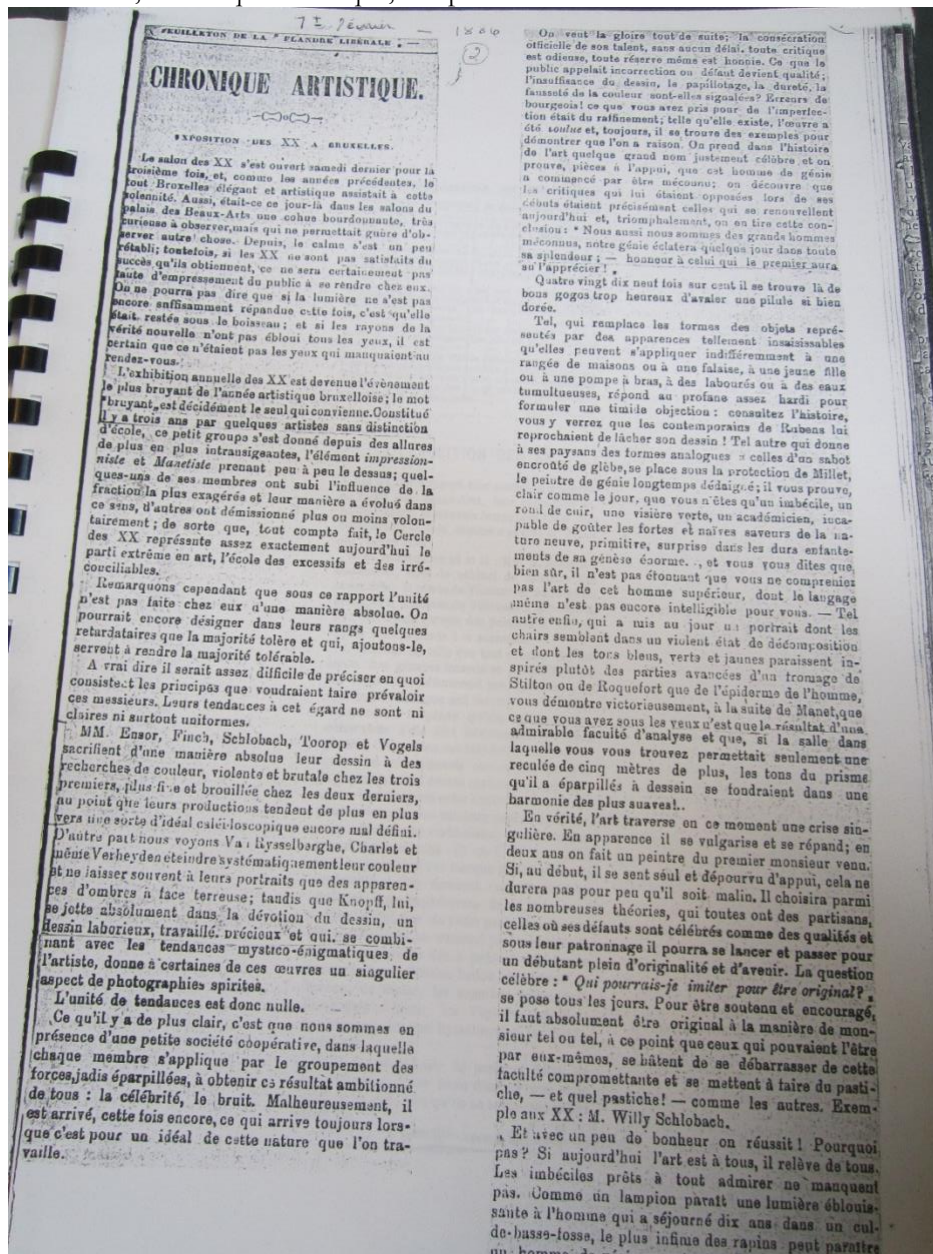 7 Février — 1886
2
FEUILLETON DE LA " FLANDRE LIBÉRALE "
CHRONIQUE ARTISTIQUE.
EXPOSITION DES XX A BRUXELLES.
Le salon des XX s'est ouvert samedi dernier pour la
troisième fois, et, comme les années précédentes, le
tout Bruxelles élégant et artistique assistait à cette
solennité. Aussi, était-ce ce jour-là dans les salons du
palais des Beaux-Arts une cohue bourdonnante, très
curieuse à observer, mais qui ne permettait guère d'ob-
server autre chose. Depuis, le calme s'est un peu
rétabli; toutefois, si les XX ne sont pas satisfaits du
succès qu'ils obtiennent, ce ne sera certainement pas
faute d'empressement du public à se rendre chez eux.
On ne pourra pas dire que si la lumière ne s'est pas
encore suffisamment répandue cette fois, c'est qu'elle
était restée sous le boisseau; et si les rayons de la
vérité nouvelle n'ont pas ébloui tous les yeux, il est
certain que ce n'étaient pas les yeux qui manquaient au
rendez-vous.
L'exhibition annuelle des XX est devenue l'évènement
le plus bruyant de l'année artistique bruxelloise; le mot
"bruyant" est décidément le seul qui convienne. Constitué
il y a trois ans par quelques artistes sans distinction
d'école, ce petit groupe s'est donné depuis des allures
de plus en plus intransigeantes, l'élément impression-
niste et Manetiste prenant peu à peu le dessus; quel-
ques-uns de ses membres ont subi l'influence de la
fraction la plus exagérée et leur manière a évolué dans
ce sens, d'autres ont démissionné plus ou moins volon-
tairement; de sorte que, tout compte fait, le Cercle
des XX représente assez exactement aujourd'hui le
parti extrême en art, l'école des excessifs et des irré-
conciliables.
Remarquons cependant que sous ce rapport l'unité
n'est pas faite chez eux d'une manière absolue. On
pourrait encore désigner dans leurs rangs quelques
retardataires que la majorité tolère et qui, ajoutons-le,
servent à rendre la majorité tolérable.
A vrai dire il serait assez difficile de préciser en quoi
consistent les principes que voudraient faire prévaloir
ces messieurs. Leurs tendances à cet égard ne sont ni
claires ni surtout uniformes.
MM. Ensor, Finch, Schlobach, Toorop et Vogels
sacrifient d'une manière absolue leur dessin à des
recherches de couleur, violente et brutale chez les trois
premiers, plus fine et brouillée chez les deux derniers,
au point que leurs productions tendent de plus en plus
vers une sorte d'idéal caléidoscopique encore mal défini.
D'autre part nous voyons Van Rysselberghe, Charlet et
même Verheyden éteindre systématiquement leur couleur
et ne laisser souvent à leurs portraits que des apparen-
ces d'ombres à face terreuse; tandis que Knopff, lui,
se jette absolument dans la dévotion du dessin, un
dessin laborieux, travaillé, précieux et qui, se combi-
nant avec les tendances mystico-énigmatiques de
l'artiste, donne à certaines de ces œuvres un singulier
aspect de photographies spirites.
L'unité de tendances est donc nulle.
Ce qu'il y a de plus clair, c'est que nous sommes en
présence d'une petite société coopérative, dans laquelle
chaque membre s'applique par le groupement des
forces, jadis éparpillées, à obtenir ce résultat ambitionné
de tous : la célébrité, le bruit. Malheureusement, il
est arrivé, cette fois encore, ce qui arrive toujours lors-
que c'est pour un idéal de cette nature que l'on tra-
vaille.
On veut la gloire tout de suite; la consécration
officielle de son talent, sans aucun délai. toute critique
est odieuse, toute réserve même est honnie. Ce que le
public appelait incorrection ou défaut devient qualité;
l'insuffisance du dessin, le papillotage, la dureté, la
fausseté de la couleur sont-elles signalées? Erreurs de
bourgeois! ce que vous avez pris pour de l'imperfec-
tion était du raffinement; telle qu'elle existe, l'œuvre a
été voulue et, toujours, il se trouve des exemples pour
démontrer que l'on a raison. On prend dans l'histoire
de l'art quelque grand nom justement célèbre et on
prouve, pièces à l'appui, que cet homme de génie
a commencé par être méconnu; on découvre que
les critiques qui lui étaient opposées lors de ses
débuts étaient précisément celles qui se renouvellent
aujourd'hui et, triomphalement, on en tire cette con-
clusion : " Nous aussi nous sommes des grands hommes
méconnus, notre génie éclatera quelque jour dans toute
sa splendeur; — honneur à celui qui le premier aura
su l'apprécier ! "
Quatre vingt dix neuf fois sur cent il se trouve là de
bons gogos trop heureux d'avaler une pilule si bien
dorée.
Tel, qui remplace les formes des objets repré-
sentés par des apparences tellement insaisissables
qu'elles peuvent s'appliquer indifféremment à une
rangée de maisons ou à une falaise, à une jeune fille
ou à une pompe à bras, à des labourés ou à des eaux
tumultueuses, répond au profane assez hardi pour
formuler une timide objection : consultez l'histoire,
vous y verrez que les contemporains de Rubens lui
reprochaient de lâcher son dessin ! Tel autre qui donne
à ses paysans des formes analogues à celles d'un sabot
encroûté de glèbe, se place sous la protection de Millet,
le peintre de génie longtemps dédaigné; il vous prouve,
clair comme le jour, que vous n'êtes qu'un imbécile, un
rond de cuir, une visière verte, un académicien, inca-
pable de goûter les fortes et naïves saveurs de la na-
ture neuve, primitive, surprise dans les durs enfante-
ments de sa genèse énorme..., et vous vous dites que,
bien sûr, il n'est pas étonnant que vous ne compreniez
pas l'art de cet homme supérieur, dont le langage
même n'est pas encore intelligible pour vous. — Tel
autre enfin, qui a mis au jour un portrait dont les
chairs semblent dans un violent état de décomposition
et dont les tons bleus, verts et jaunes paraissent in-
spirés plutôt des parties avancées d'un fromage de
Stilton ou de Roquefort que de l'épiderme de l'homme,
vous démontre victorieusement, à la suite de Manet, que
ce que vous avez sous les yeux n'est que le résultat d'une
admirable faculté d'analyse et que, si la salle dans
laquelle vous vous trouvez permettait seulement une
reculée de cinq mètres de plus, les tons du prisme
qu'il a éparpillés à dessein se fondraient dans une
harmonie des plus suaves!..
En vérité, l'art traverse en ce moment une crise sin-
gulière. En apparence il se vulgarise et se répand; en
deux ans on fait un peintre du premier monsieur venu.
Si, au début, il se sent seul et dépourvu d'appui, cela ne
durera pas pour peu qu'il soit malin. Il choisira parmi
les nombreuses théories, qui toutes ont des partisans,
celles où ses défauts sont célébrés comme des qualités et
sous leur patronnage il pourra se lancer et passer pour
un débutant plein d'originalité et d'avenir. La question
célèbre : " Qui pourrais-je imiter pour être original? "
se pose tous les jours. Pour être soutenu et encouragé,
il faut absolument être original à la manière de mon-
sieur tel ou tel, à ce point que ceux qui pouvaient l'être
par eux-mêmes, se hâtent de se débarrasser de cette
faculté compromettante et se mettent à faire du pasti-
che, — et quel pastiche! — comme les autres. Exem-
ple aux XX : M. Willy Schlobach.
Et avec un peu de bonheur on réussit ! Pourquoi
pas? Si aujourd'hui l'art est à tous, il relève de tous.
Les imbéciles prêts à tout admirer ne manquent
pas. Comme un lampion paraît une lumière éblouis-
sante à l'homme qui a séjourné dix ans dans un cul-
de-basse-fosse, le plus infime des rapins peut paraître
un homme de